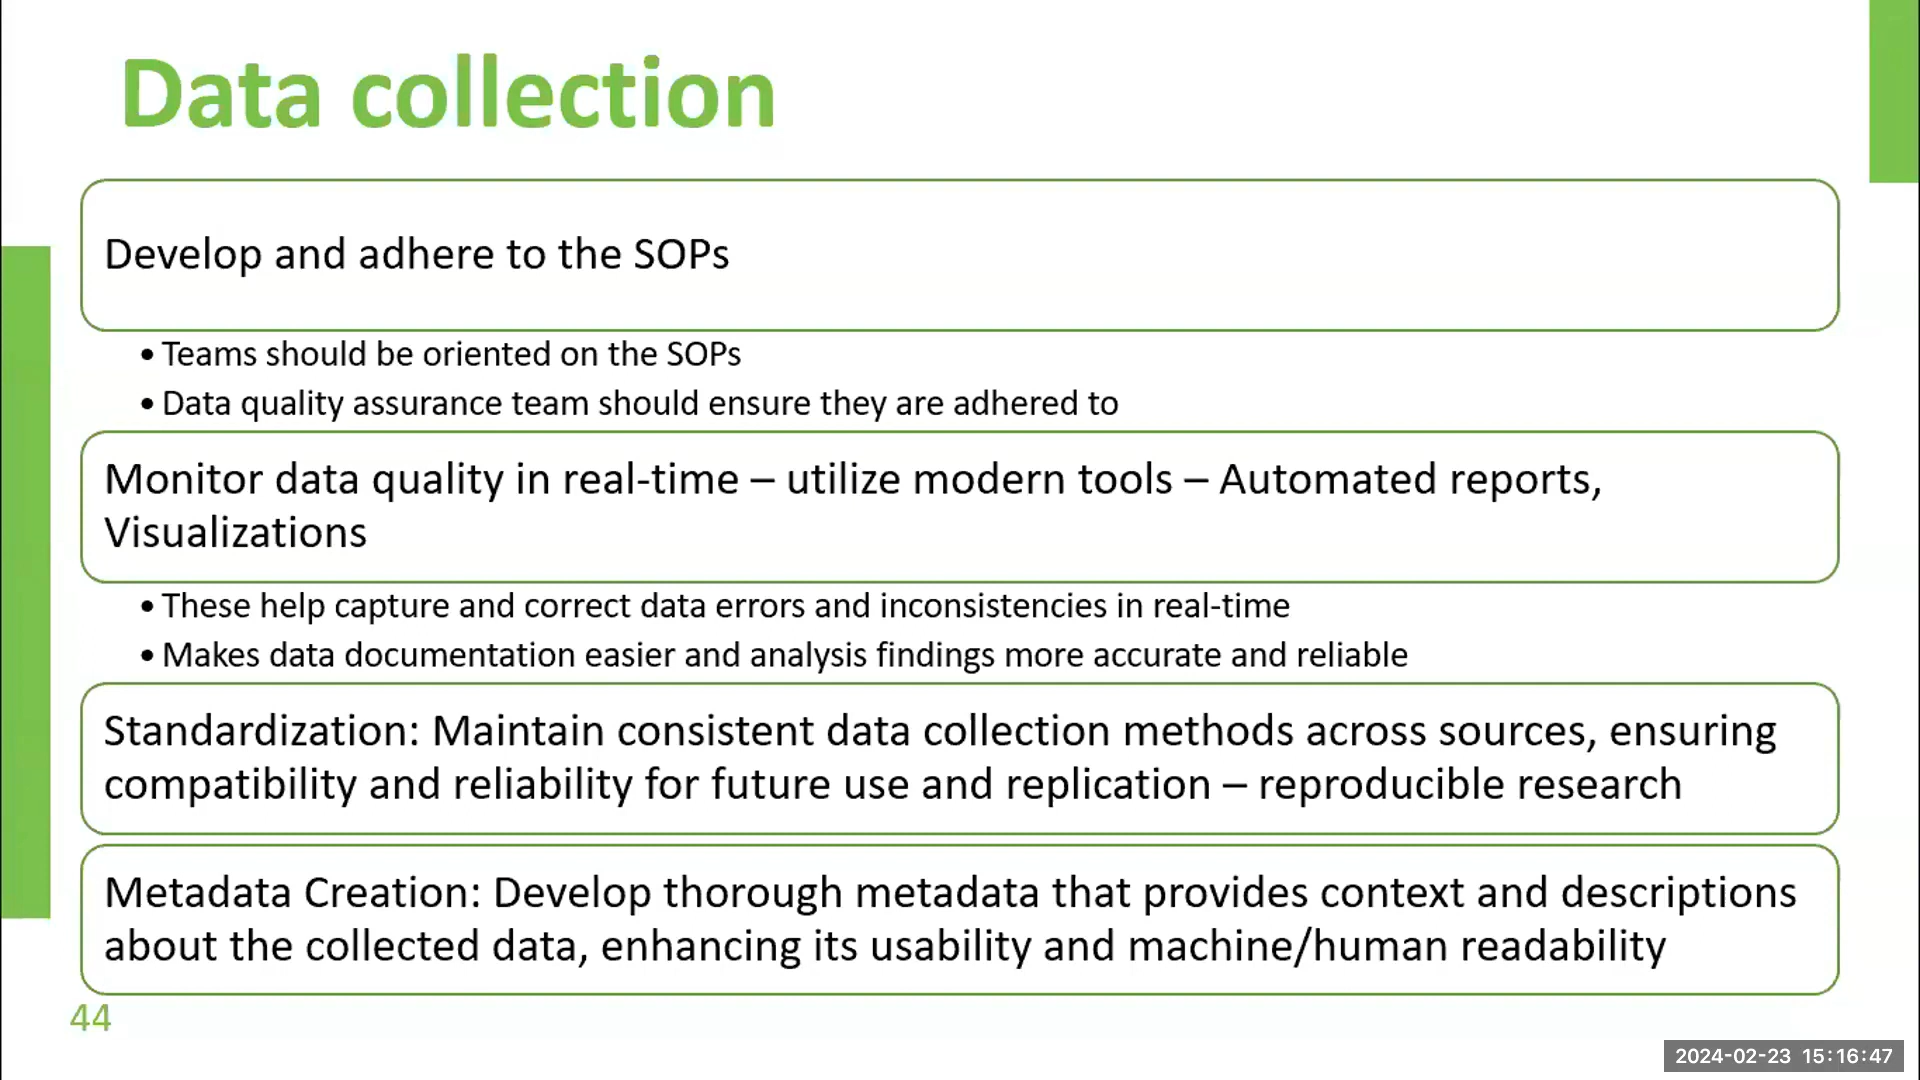 Data collection
Develop and adhere to the SOPs
• Teams should be oriented on the SOPs
• Data quality assurance team should ensure they are adhered to
Monitor data quality in real-time – utilize modern tools – Automated reports,
Visualizations
• These help capture and correct data errors and inconsistencies in real-time
• Makes data documentation easier and analysis findings more accurate and reliable
Standardization: Maintain consistent data collection methods across sources, ensuring
compatibility and reliability for future use and replication – reproducible research
Metadata Creation: Develop thorough metadata that provides context and descriptions
about the collected data, enhancing its usability and machine/human readability
44
2024-02-23 15:16:47